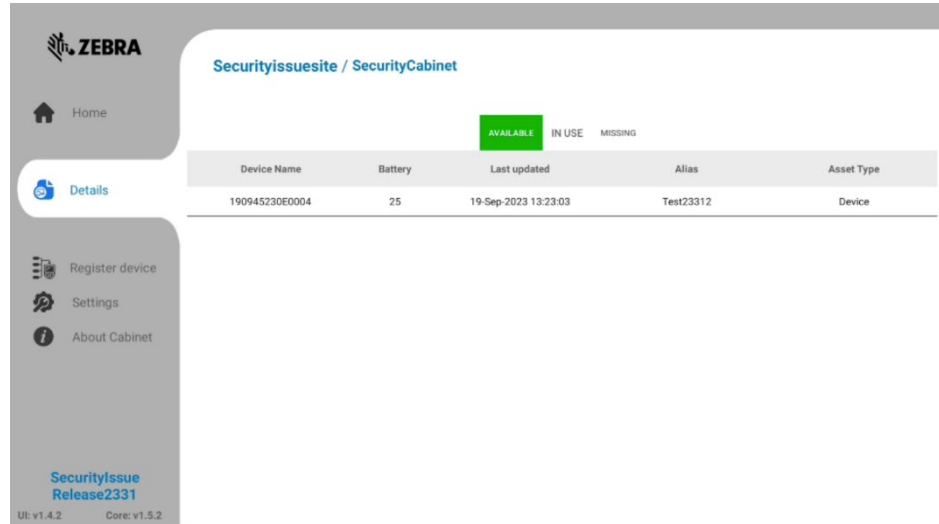 ZEBRA
Securityissuesite / SecurityCabinet
Home
AVAILABLE IN USE MISSING
Device Name Battery Last updated Alias Asset Type
Details
190945230E0004 25 19-Sep-2023 13:23:03 Test23312 Device
Register device
Settings
About Cabinet
SecurityIssue
Release2331
UI: v1.4.2 Core: v1.5.2